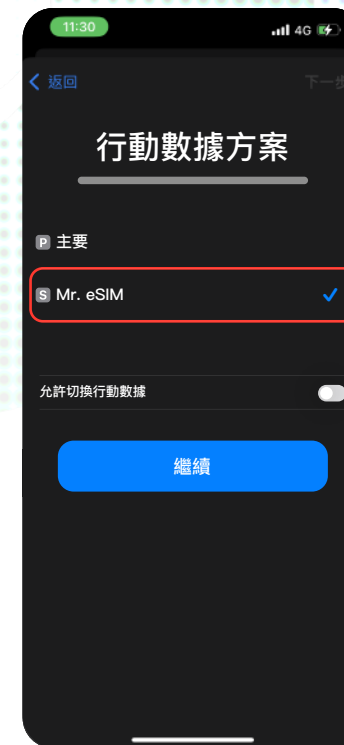 11:30
4G
返回
下一步
行動數據方案
P 主要
S Mr. eSIM
允許切換行動數據
繼續